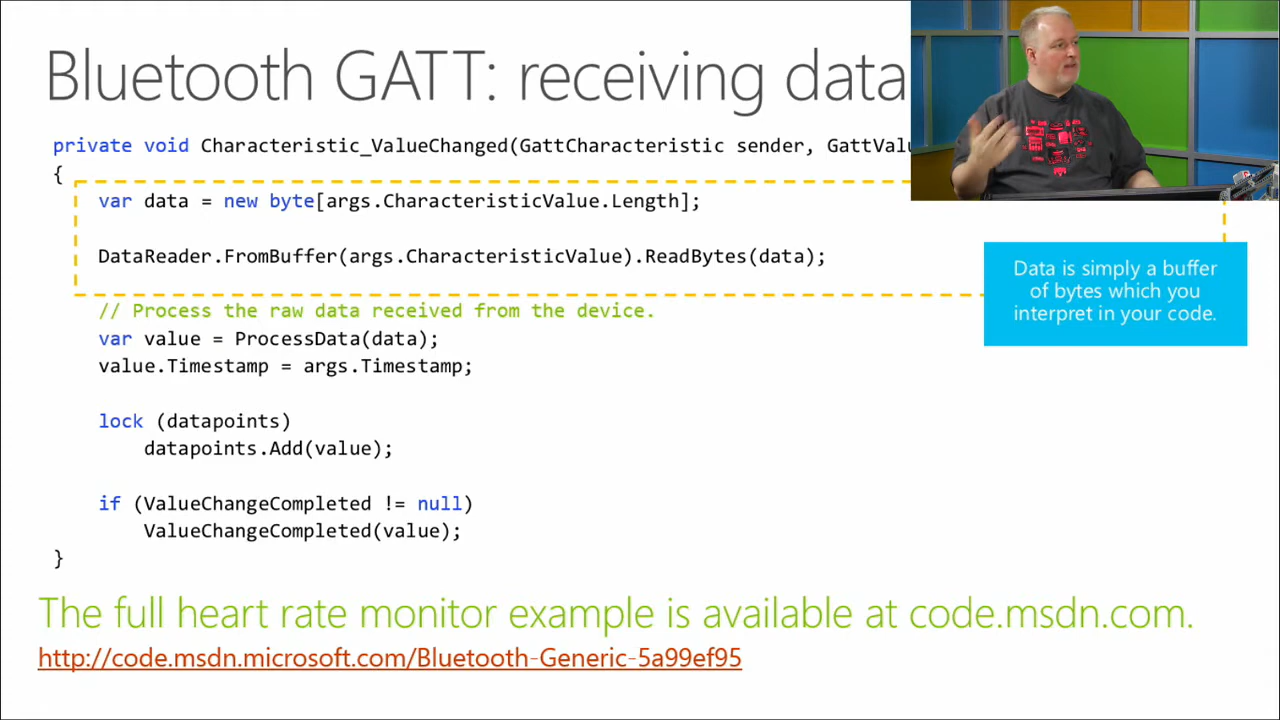 Bluetooth GATT: receiving data
private void Characteristic_ValueChanged(GattCharacteristic sender,
{
var data = new byte[args.CharacteristicValue.Length];
DataReader.FromBuffer(args.CharacteristicValue).ReadBytes(data);
Data is simply a buffer
of bytes which you
interpret in your code.
// Process the raw data received from the device.
var value = ProcessData(data);
value.Timestamp = args.Timestamp;
lock (datapoints)
datapoints.Add(value);
if (ValueChangeCompleted != null)
ValueChangeCompleted(value);
}
The full heart rate monitor example is available at code.msdn.com.
http://code.msdn.microsoft.com/Bluetooth-Generic-5a99ef95